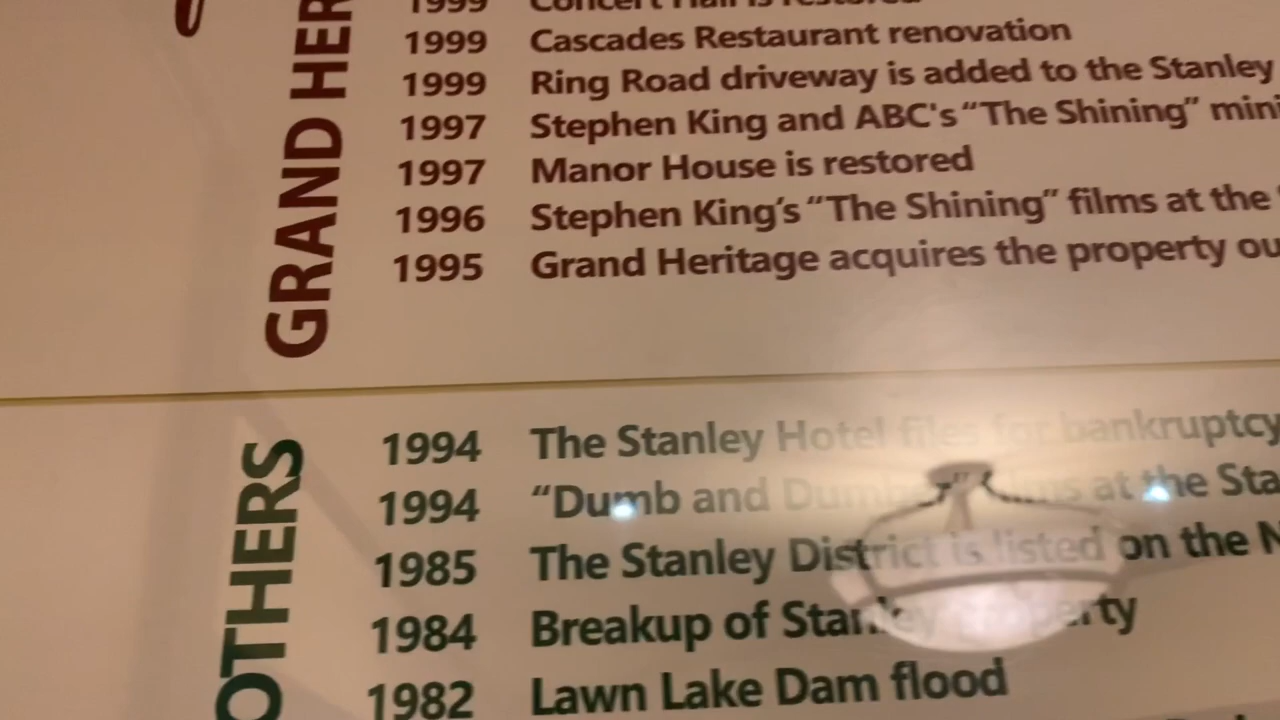 GRAND HER
1999 Concert Hall is restored
1999 Cascades Restaurant renovation
1999 Ring Road driveway is added to the Stanley
1997 Stephen King and ABC's “The Shining” mini
1997 Manor House is restored
1996 Stephen King’s “The Shining” films at the
1995 Grand Heritage acquires the property ou
OTHERS
1994 The Stanley Hotel files for bankruptcy
1994 “Dumb and Dumber” films at the Sta
1985 The Stanley District is listed on the N
1984 Breakup of Stanley property
1982 Lawn Lake Dam flood